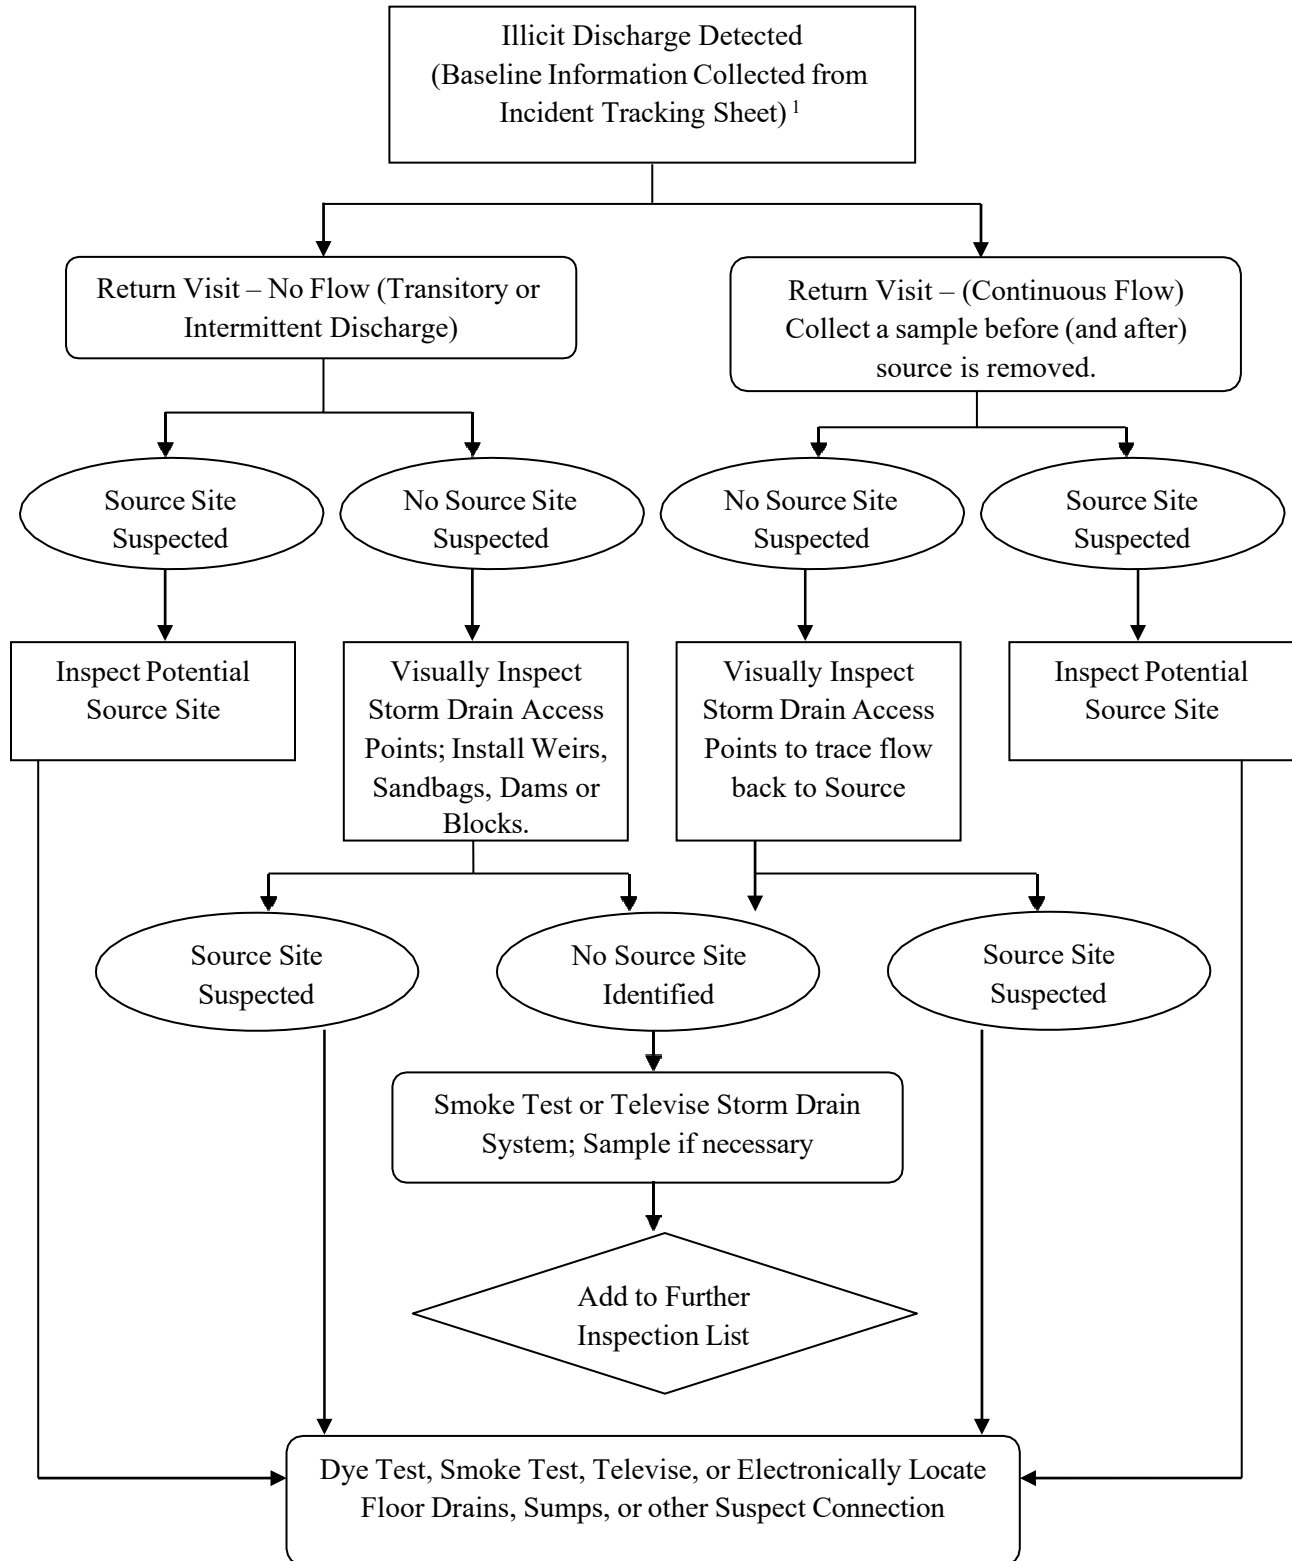 Illicit Discharge Detected
(Baseline Information Collected from
Incident Tracking Sheet) 1
Return Visit – No Flow (Transitory or
Intermittent Discharge)
Return Visit – (Continuous Flow)
Collect a sample before (and after)
source is removed.
Source Site
Suspected
No Source Site
Suspected
No Source Site
Suspected
Source Site
Suspected
Inspect Potential
Source Site
Visually Inspect
Storm Drain Access
Points; Install Weirs,
Sandbags, Dams or
Blocks.
Visually Inspect
Storm Drain Access
Points to trace flow
back to Source
Inspect Potential
Source Site
Source Site
Suspected
No Source Site
Identified
Source Site
Suspected
Smoke Test or Televise Storm Drain
System; Sample if necessary
Add to Further
Inspection List
Dye Test, Smoke Test, Televise, or Electronically Locate
Floor Drains, Sumps, or other Suspect Connection